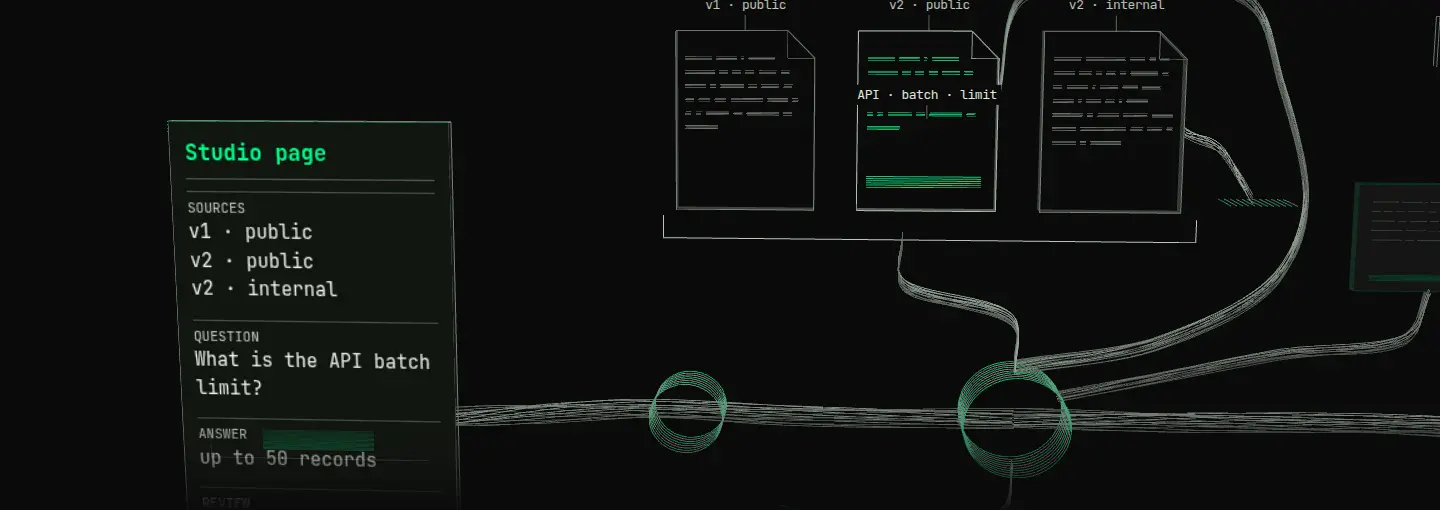 v1 · public
v2 · public
v2 · internal
API · batch · limit
Studio page
SOURCES
v1 · public
v2 · public
v2 · internal
QUESTION
What is the API batch
limit?
ANSWER
up to 50 records
REVIEW